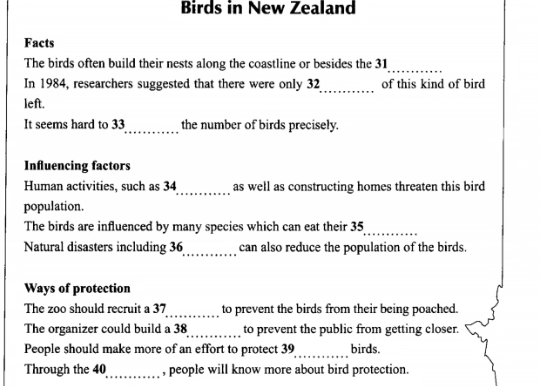 Birds in New Zealand
Facts
The birds often build their nests along the coastline or besides the 31............
In 1984, researchers suggested that there were only 32............ of this kind of bird
left.
It seems hard to 33............ the number of birds precisely.
Influencing factors
Human activities, such as 34............ as well as constructing homes threaten this bird
population.
The birds are influenced by many species which can eat their 35............
Natural disasters including 36............ can also reduce the population of the birds.
Ways of protection
The zoo should recruit a 37............ to prevent the birds from their being poached.
The organizer could build a 38............ to prevent the public from getting closer.
People should make more of an effort to protect 39............ birds.
Through the 40............, people will know more about bird protection.